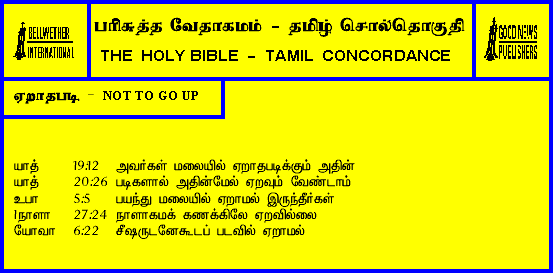 BELLWETHER
INTERNATIONAL
பரிசுத்த வேதாகமம் - தமிழ் சொல்தொகுதி
THE HOLY BIBLE - TAMIL CONCORDANCE
GOOD NEWS
PUBLISHERS
ஏறாதபடி - NOT TO GO UP
யாத் 19:12 அவர்கள் மலையில் ஏறாதபடிக்கும் அதின்
யாத் 20:26 படிகளால் அதின்மேல் ஏறவும் வேண்டாம்
உபா 5:5 பயந்து மலையில் ஏறாமல் இருந்தீர்கள்
1நாளா 27:24 நாளாகமக் கணக்கிலே ஏறவில்லை
யோவா 6:22 சீஷருடனேகூடப் படவில் ஏறாமல்